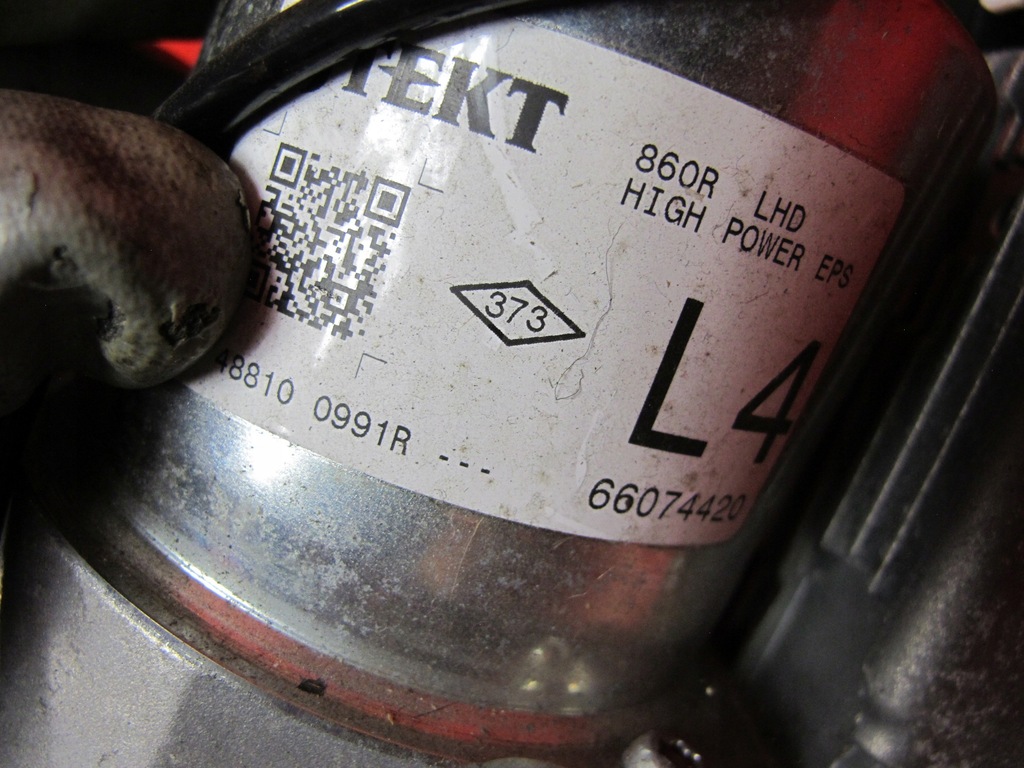 TEKT
860R LHD
HIGH POWER EPS
373
L4
48810 0991R ---
66074420